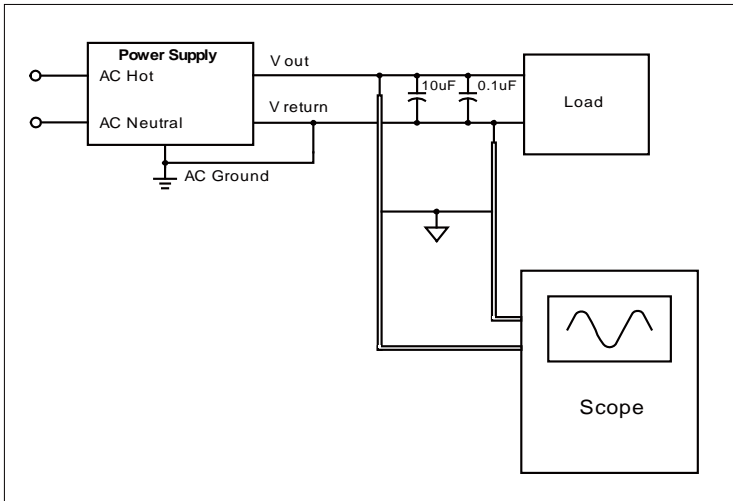 Power Supply
V out
AC Hot
10uF
0.1uF
Load
V return
AC Neutral
AC Ground
Scope